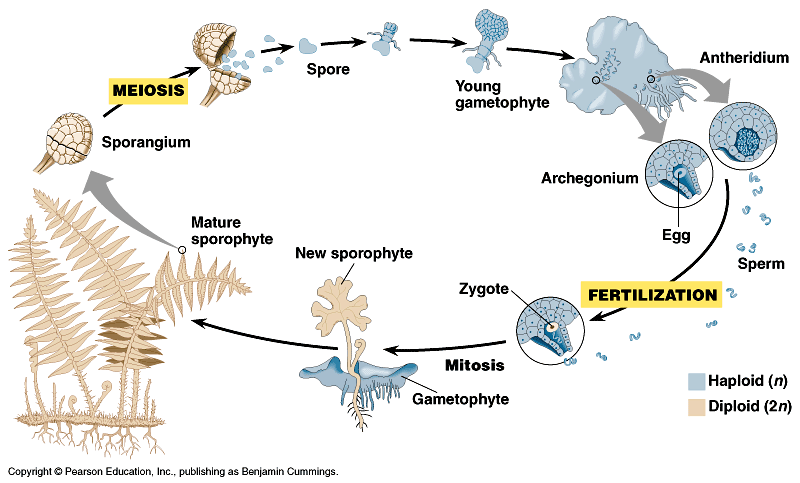 Antheridium
Spore
Young
gametophyte
MEIOSIS
Sporangium
Archegonium
Egg
Mature
sporophyte
New sporophyte
Sperm
Zygote
FERTILIZATION
Mitosis
Gametophyte
Haploid (n)
Diploid (2n)
Copyright © Pearson Education, Inc., publishing as Benjamin Cummings.